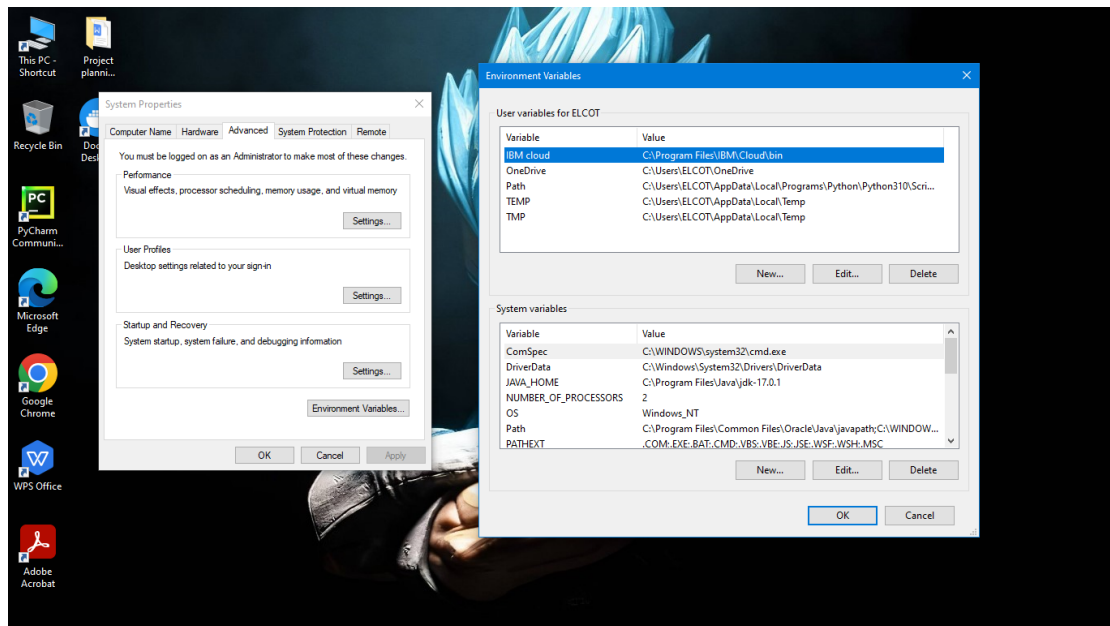 This PC -
Shortcut
Project
planni...
Recycle Bin
Doc
Desl
PC
PyCharm
Communi...
Microsoft
Edge
Google
Chrome
WPS Office
Adobe
Acrobat
System Properties
Computer Name Hardware Advanced System Protection Remote
You must be logged on as an Administrator to make most of these changes.
Performance
Visual effects, processor scheduling, memory usage, and virtual memory
Settings...
User Profiles
Desktop settings related to your sign-in
Settings...
Startup and Recovery
System startup, system failure, and debugging information
Settings...
Environment Variables...
OK Cancel Apply
Environment Variables
User variables for ELCOT
Variable Value
IBM cloud C:\Program Files\IBM\Cloud\bin
OneDrive C:\Users\ELCOT\OneDrive
Path C:\Users\ELCOT\AppData\Local\Programs\Python\Python310\Scri...
TEMP C:\Users\ELCOT\AppData\Local\Temp
TMP C:\Users\ELCOT\AppData\Local\Temp
New... Edit... Delete
System variables
Variable Value
ComSpec C:\WINDOWS\system32\cmd.exe
DriverData C:\Windows\System32\Drivers\DriverData
JAVA_HOME C:\Program Files\Java\jdk-17.0.1
NUMBER_OF_PROCESSORS 2
OS Windows_NT
Path C:\Program Files\Common Files\Oracle\Java\javapath;C:\WINDOW...
PATHEXT .COM;.EXE;.BAT;.CMD;.VBS;.VBE;.JS;.JSE;.WSF;.WSH;.MSC
New... Edit... Delete
OK Cancel